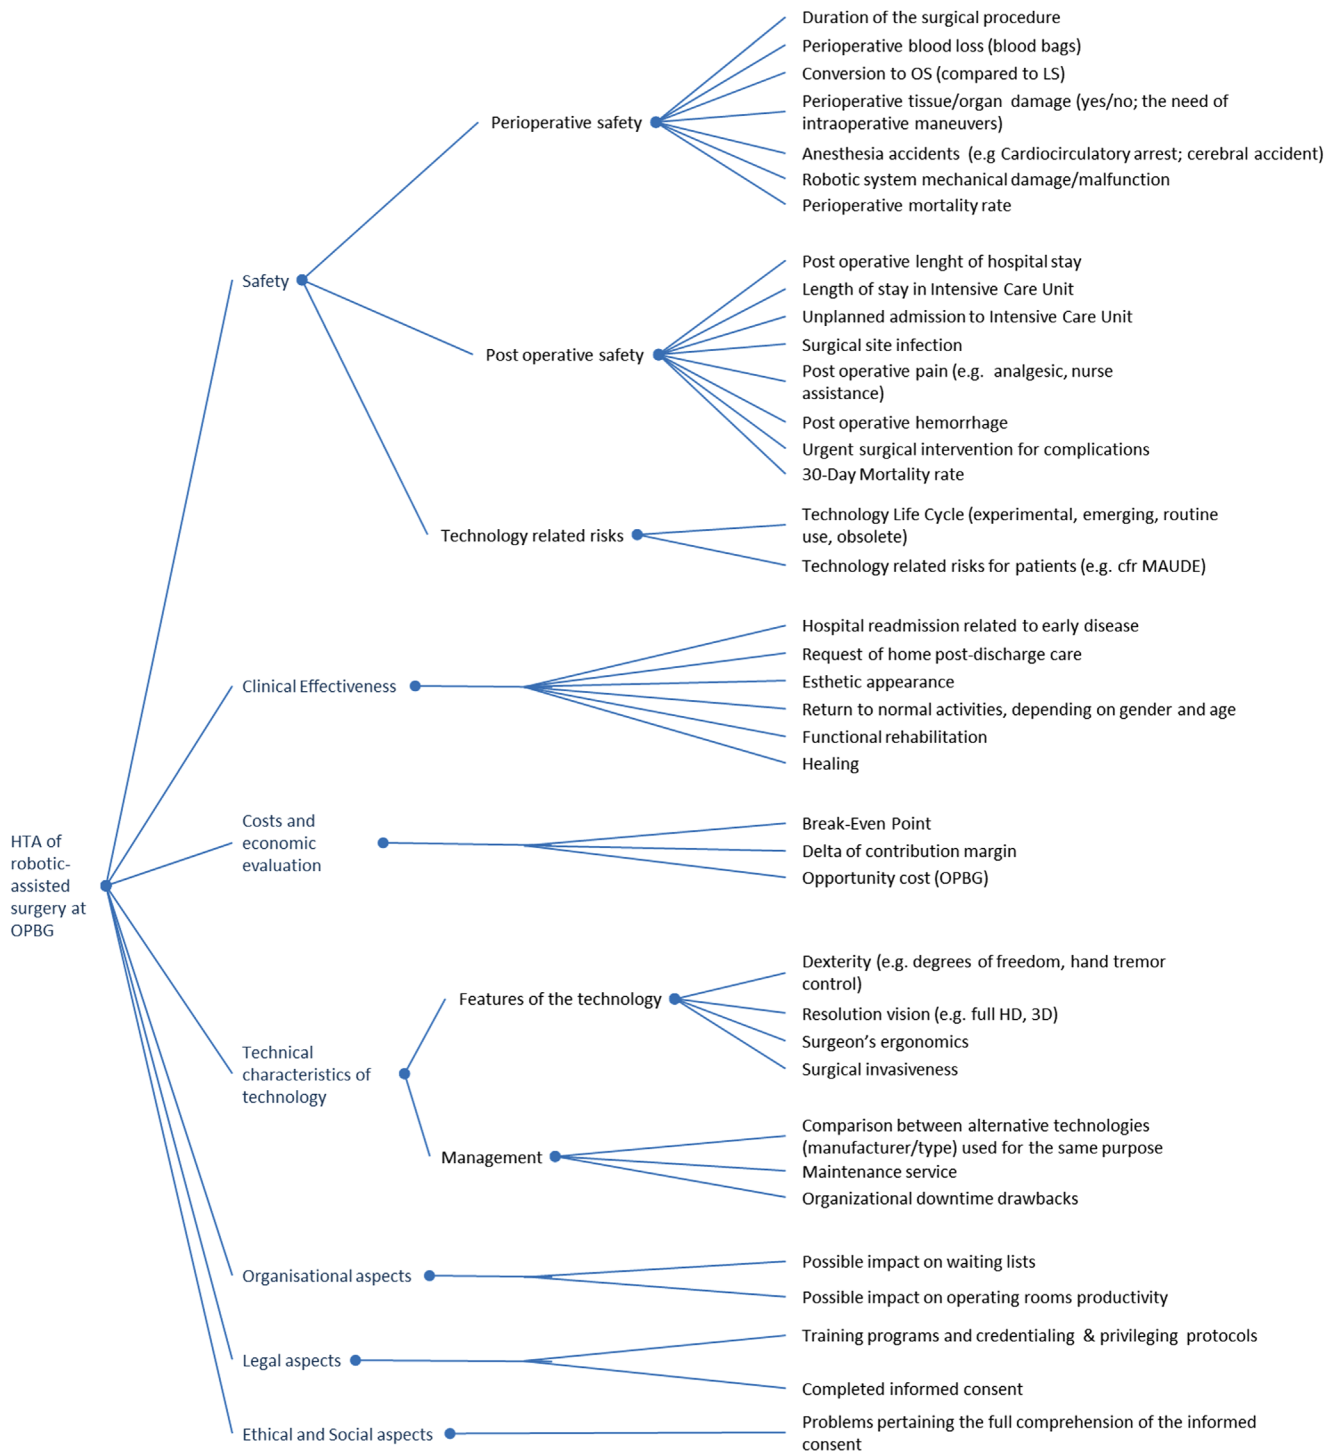 Duration of the surgical procedure
Perioperative blood loss (blood bags)
Conversion to OS (compared to LS)
Perioperative tissue/organ damage (yes/no; the need of
intraoperative maneuvers)
Perioperative safety
Anesthesia accidents (e.g Cardiocirculatory arrest; cerebral accident)
Robotic system mechanical damage/malfunction
Perioperative mortality rate
Safety
Post operative lenght of hospital stay
Length of stay in Intensive Care Unit
Unplanned admission to Intensive Care Unit
Surgical site infection
Post operative safety
Post operative pain (e.g. analgesic, nurse
assistance)
Post operative hemorrhage
Urgent surgical intervention for complications
30-Day Mortality rate
Technology related risks
Technology Life Cycle (experimental, emerging, routine
use, obsolete)
Technology related risks for patients (e.g. cfr MAUDE)
Clinical Effectiveness
Hospital readmission related to early disease
Request of home post-discharge care
Esthetic appearance
Return to normal activities, depending on gender and age
Functional rehabilitation
Healing
HTA of
robotic-
assisted
surgery at
OPBG
Costs and
economic
evaluation
Break-Even Point
Delta of contribution margin
Opportunity cost (OPBG)
Technical
characteristics of
technology
Features of the technology
Dexterity (e.g. degrees of freedom, hand tremor
control)
Resolution vision (e.g. full HD, 3D)
Surgeon’s ergonomics
Surgical invasiveness
Management
Comparison between alternative technologies
(manufacturer/type) used for the same purpose
Maintenance service
Organizational downtime drawbacks
Organisational aspects
Possible impact on waiting lists
Possible impact on operating rooms productivity
Legal aspects
Training programs and credentialing & privileging protocols
Completed informed consent
Ethical and Social aspects
Problems pertaining the full comprehension of the informed
consent